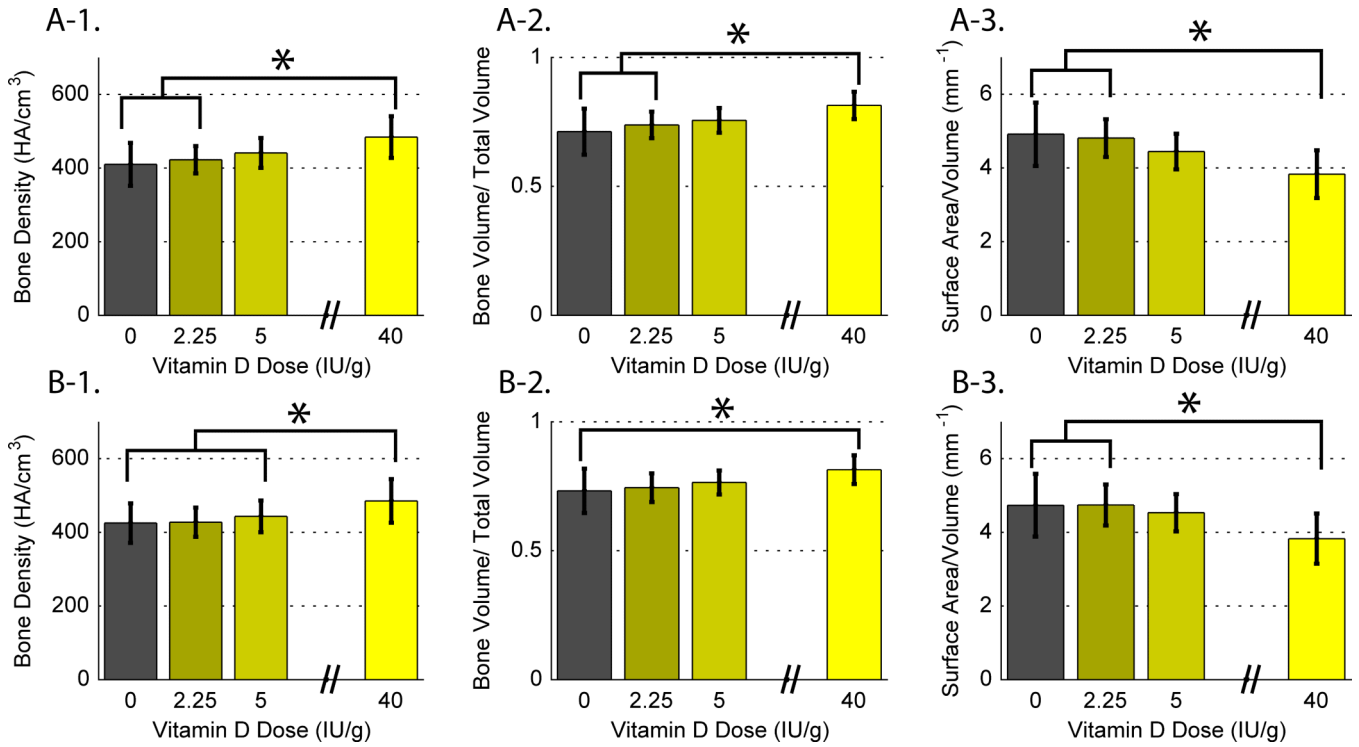 A-1.
*
Bone Density (HA/cm³)
600
400
200
0
0 2.25 5 // 40
Vitamin D Dose (IU/g)
A-2.
*
Bone Volume/ Total Volume
1
0.5
0
0 2.25 5 // 40
Vitamin D Dose (IU/g)
A-3.
*
Surface Area/Volume (mm⁻¹)
6
4
2
0
0 2.25 5 // 40
Vitamin D Dose (IU/g)
B-1.
*
Bone Density (HA/cm³)
600
400
200
0
0 2.25 5 // 40
Vitamin D Dose (IU/g)
B-2.
*
Bone Volume/ Total Volume
1
0.5
0
0 2.25 5 // 40
Vitamin D Dose (IU/g)
B-3.
*
Surface Area/Volume (mm⁻¹)
6
4
2
0
0 2.25 5 // 40
Vitamin D Dose (IU/g)